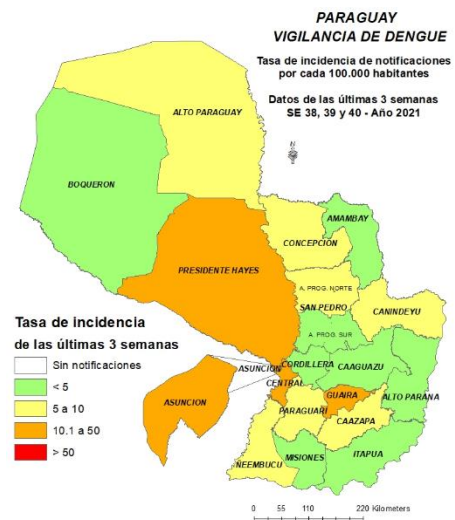 PARAGUAY
VIGILANCIA DE DENGUE
Tasa de incidencia de notificaciones
por cada 100.000 habitantes
Datos de las últimas 3 semanas
SE 38, 39 y 40 - Año 2021
ALTO PARAGUAY
BOQUERON
AMAMBAY
CONCEPCIÓN
PRESIDENTE HAYES
A. PROG. NORTE
SAN PEDRO
CANINDEYU
A. PROG. SUR
Tasa de incidencia
de las últimas 3 semanas
Sin notificaciones
< 5
5 a 10
10.1 a 50
> 50
ASUNCION
ASUNCION
CORDILLERA
CAAGUAZU
CENTRAL
GUAIRA
ALTO PARANA
PARAGUARI
CAAZAPA
ÑEEMBUCU
MISIONES
ITAPUA
0 55 110 220 Kilometers